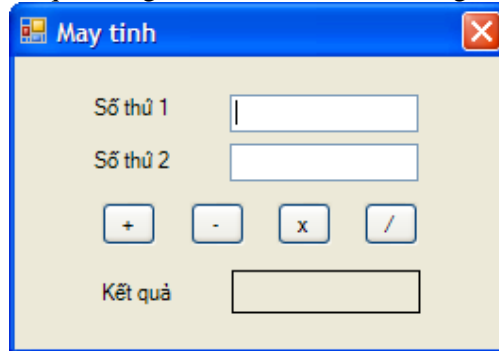 May tinh
Số thứ 1
Số thứ 2
+ - x /
Kết quả